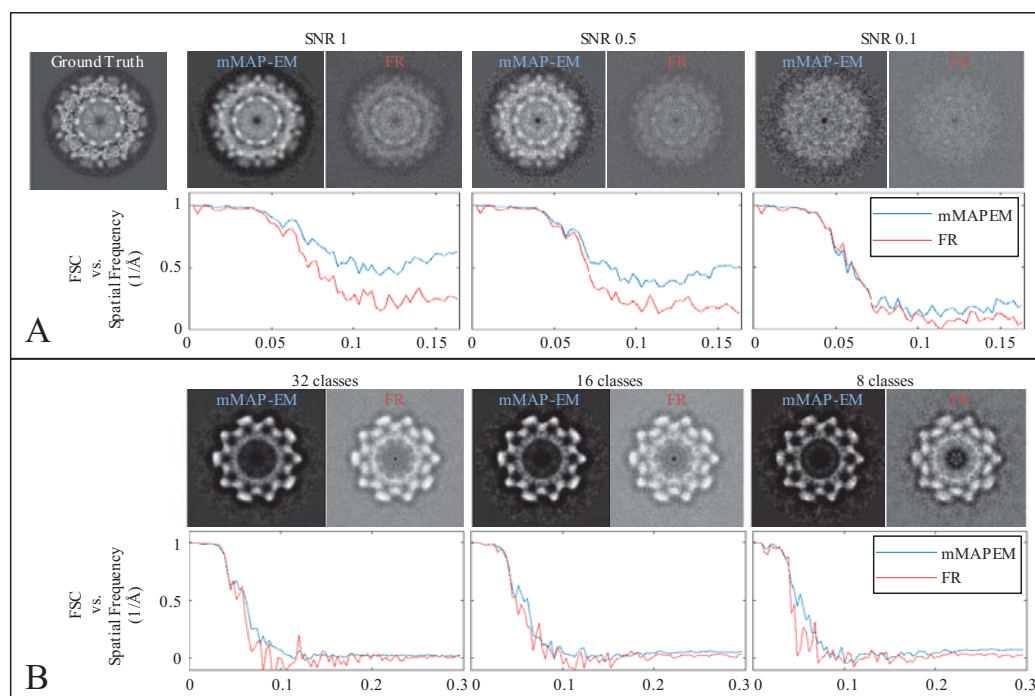 SNR 1 SNR 0.5 SNR 0.1
Ground Truth mMAP-EM FR mMAP-EM FR mMAP-EM FR
1
0.5
0
FSC
vs.
Spatial Frequency
(1/Å)
mMAPEM
FR
0 0.05 0.1 0.15 0 0.05 0.1 0.15 0 0.05 0.1 0.15
A
32 classes 16 classes 8 classes
mMAP-EM FR mMAP-EM FR mMAP-EM FR
1
0.5
0
FSC
vs.
Spatial Frequency
(1/Å)
mMAPEM
FR
0 0.1 0.2 0.3 0 0.1 0.2 0.3 0 0.1 0.2 0.3
B